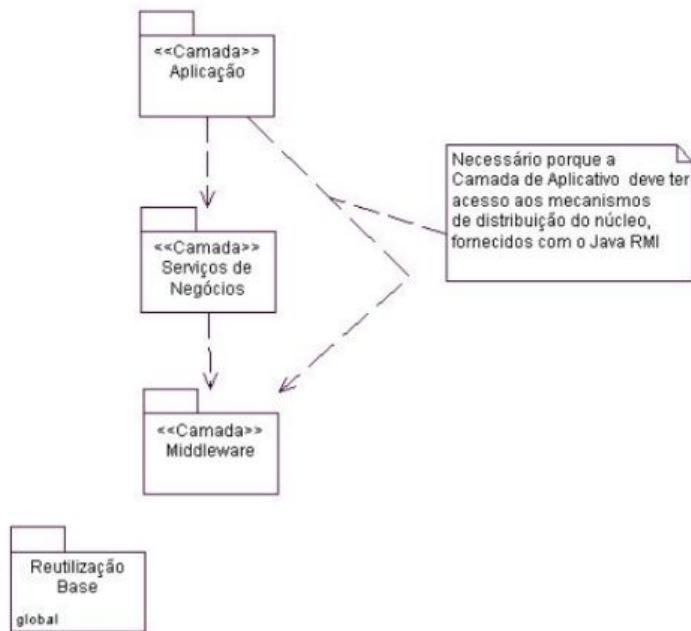 <<Camada>>
Aplicação
Necessário porque a
Camada de Aplicativo deve ter
acesso aos mecanismos
de distribuição do núcleo,
fornecidos com o Java RMI
<<Camada>>
Serviços de
Negócios
<<Camada>>
Middleware
Reutilização
Base
global